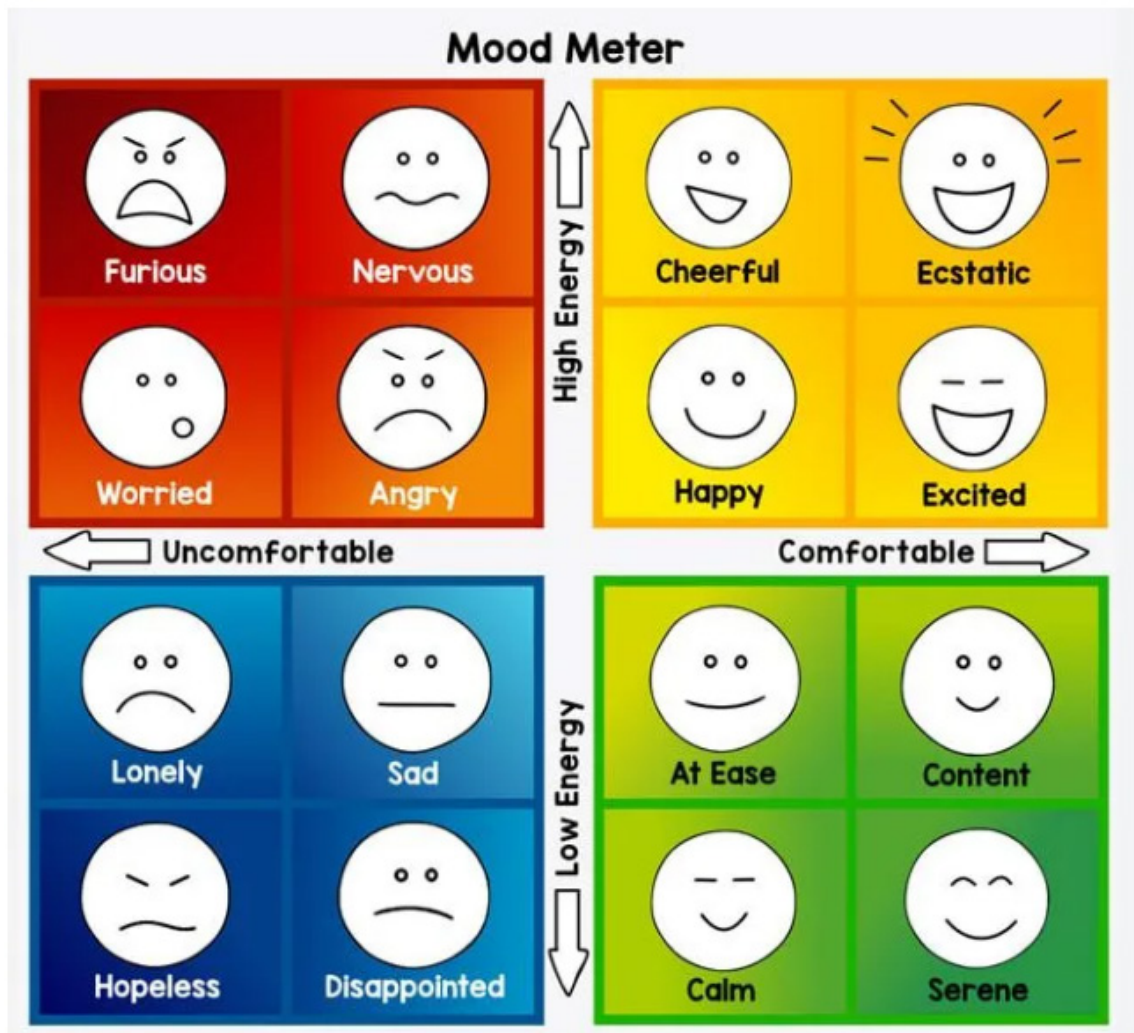 Mood Meter
Furious
Nervous
Cheerful
Ecstatic
High Energy
Worried
Angry
Happy
Excited
Uncomfortable
Comfortable
Lonely
Sad
At Ease
Content
Low Energy
Hopeless
Disappointed
Calm
Serene